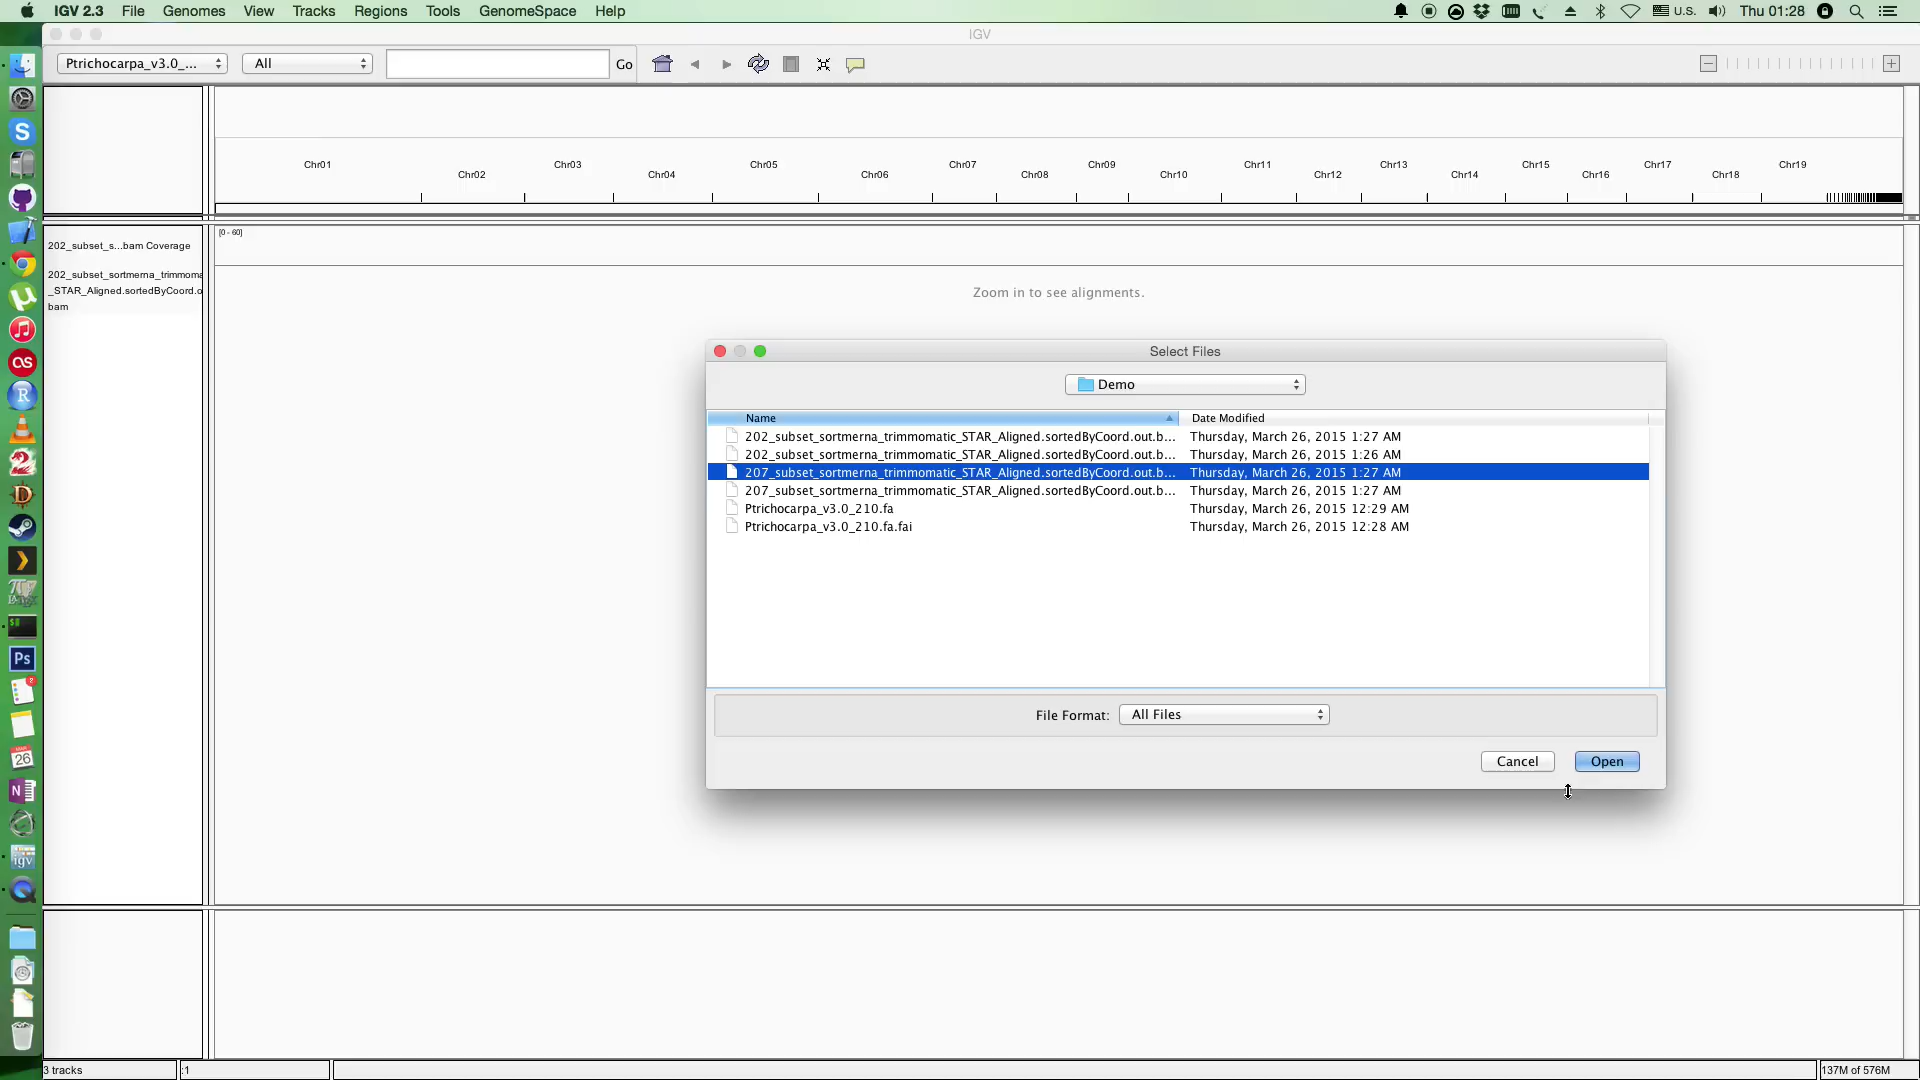 IGV 2.3 File Genomes View Tracks Regions Tools GenomeSpace Help U.S. Thu 01:28
IGV
Ptrichocarpa_v3.0_... All Go
Chr01 Chr03 Chr05 Chr07 Chr09 Chr11 Chr13 Chr15 Chr17 Chr19
Chr02 Chr04 Chr06 Chr08 Chr10 Chr12 Chr14 Chr16 Chr18
[0 - 60]
202_subset_s...bam Coverage
202_subset_sortmerna_trimmoma
_STAR_Aligned.sortedByCoord.o
bam
Zoom in to see alignments.
Select Files
Demo
Name Date Modified
202_subset_sortmerna_trimmomatic_STAR_Aligned.sortedByCoord.out.b... Thursday, March 26, 2015 1:27 AM
202_subset_sortmerna_trimmomatic_STAR_Aligned.sortedByCoord.out.b... Thursday, March 26, 2015 1:26 AM
207_subset_sortmerna_trimmomatic_STAR_Aligned.sortedByCoord.out.b... Thursday, March 26, 2015 1:27 AM
207_subset_sortmerna_trimmomatic_STAR_Aligned.sortedByCoord.out.b... Thursday, March 26, 2015 1:27 AM
Ptrichocarpa_v3.0_210.fa Thursday, March 26, 2015 12:29 AM
Ptrichocarpa_v3.0_210.fa.fai Thursday, March 26, 2015 12:28 AM
File Format: All Files
Cancel Open
Ps
2
26
igv
3 tracks :1 137M of 576M